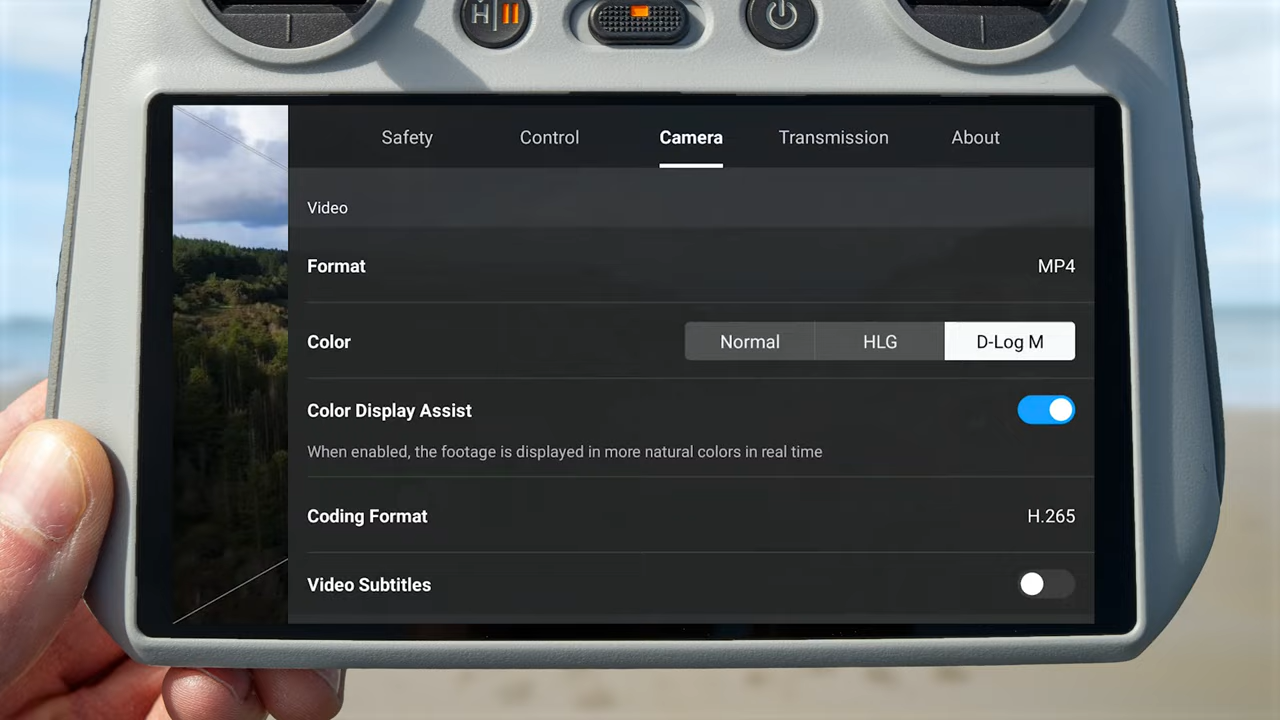 H
Safety Control Camera Transmission About
Video
Format MP4
Color Normal HLG D-Log M
Color Display Assist
When enabled, the footage is displayed in more natural colors in real time
Coding Format H.265
Video Subtitles